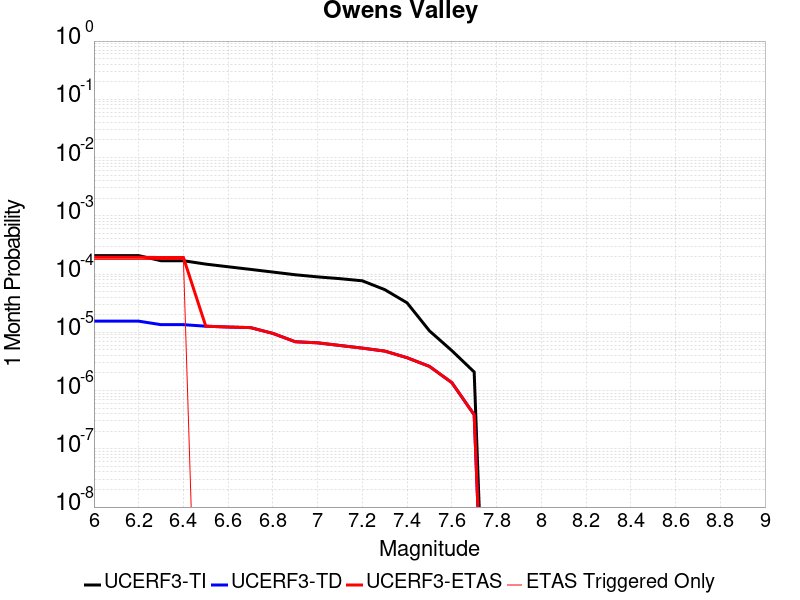 Owens Valley
10^0
10^-1
10^-2
10^-3
10^-4
10^-5
10^-6
10^-7
10^-8
1 Month Probability
6 6.2 6.4 6.6 6.8 7 7.2 7.4 7.6 7.8 8 8.2 8.4 8.6 8.8 9
Magnitude
UCERF3-TI UCERF3-TD UCERF3-ETAS ETAS Triggered Only